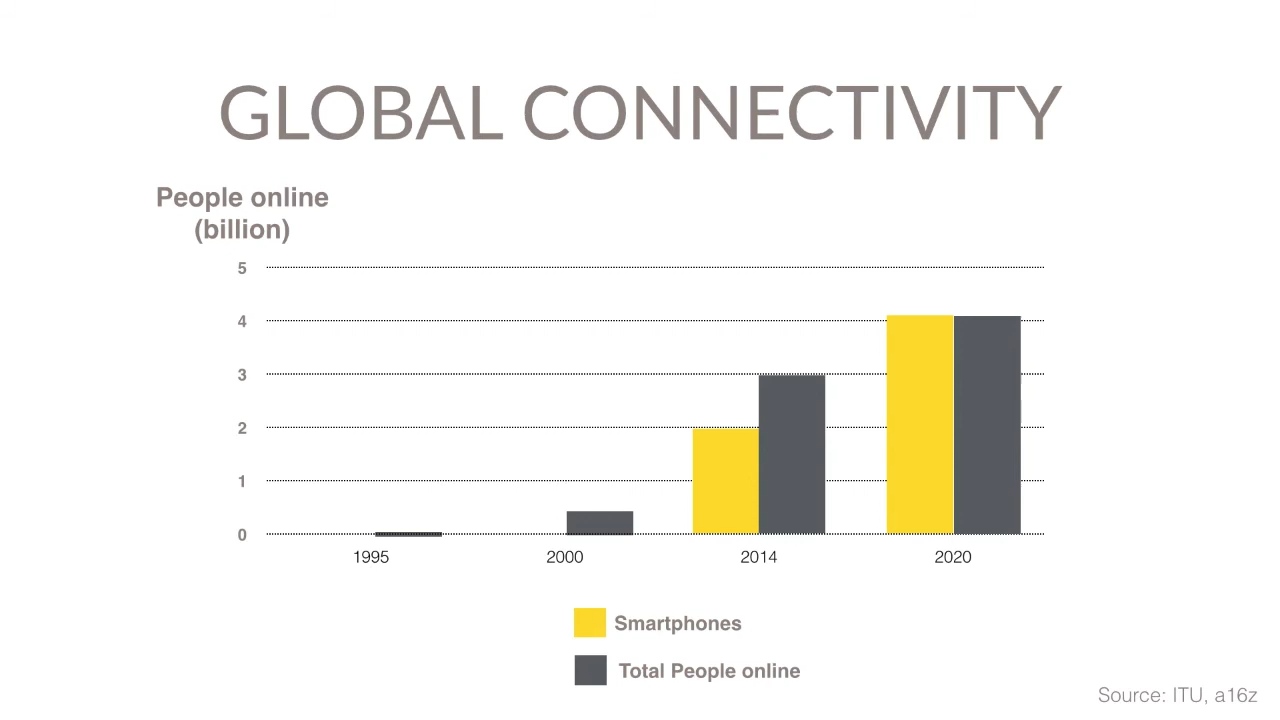 GLOBAL CONNECTIVITY
People online
(billion)
5
4
3
2
1
0
1995 2000 2014 2020
Smartphones
Total People online
Source: ITU, a16z